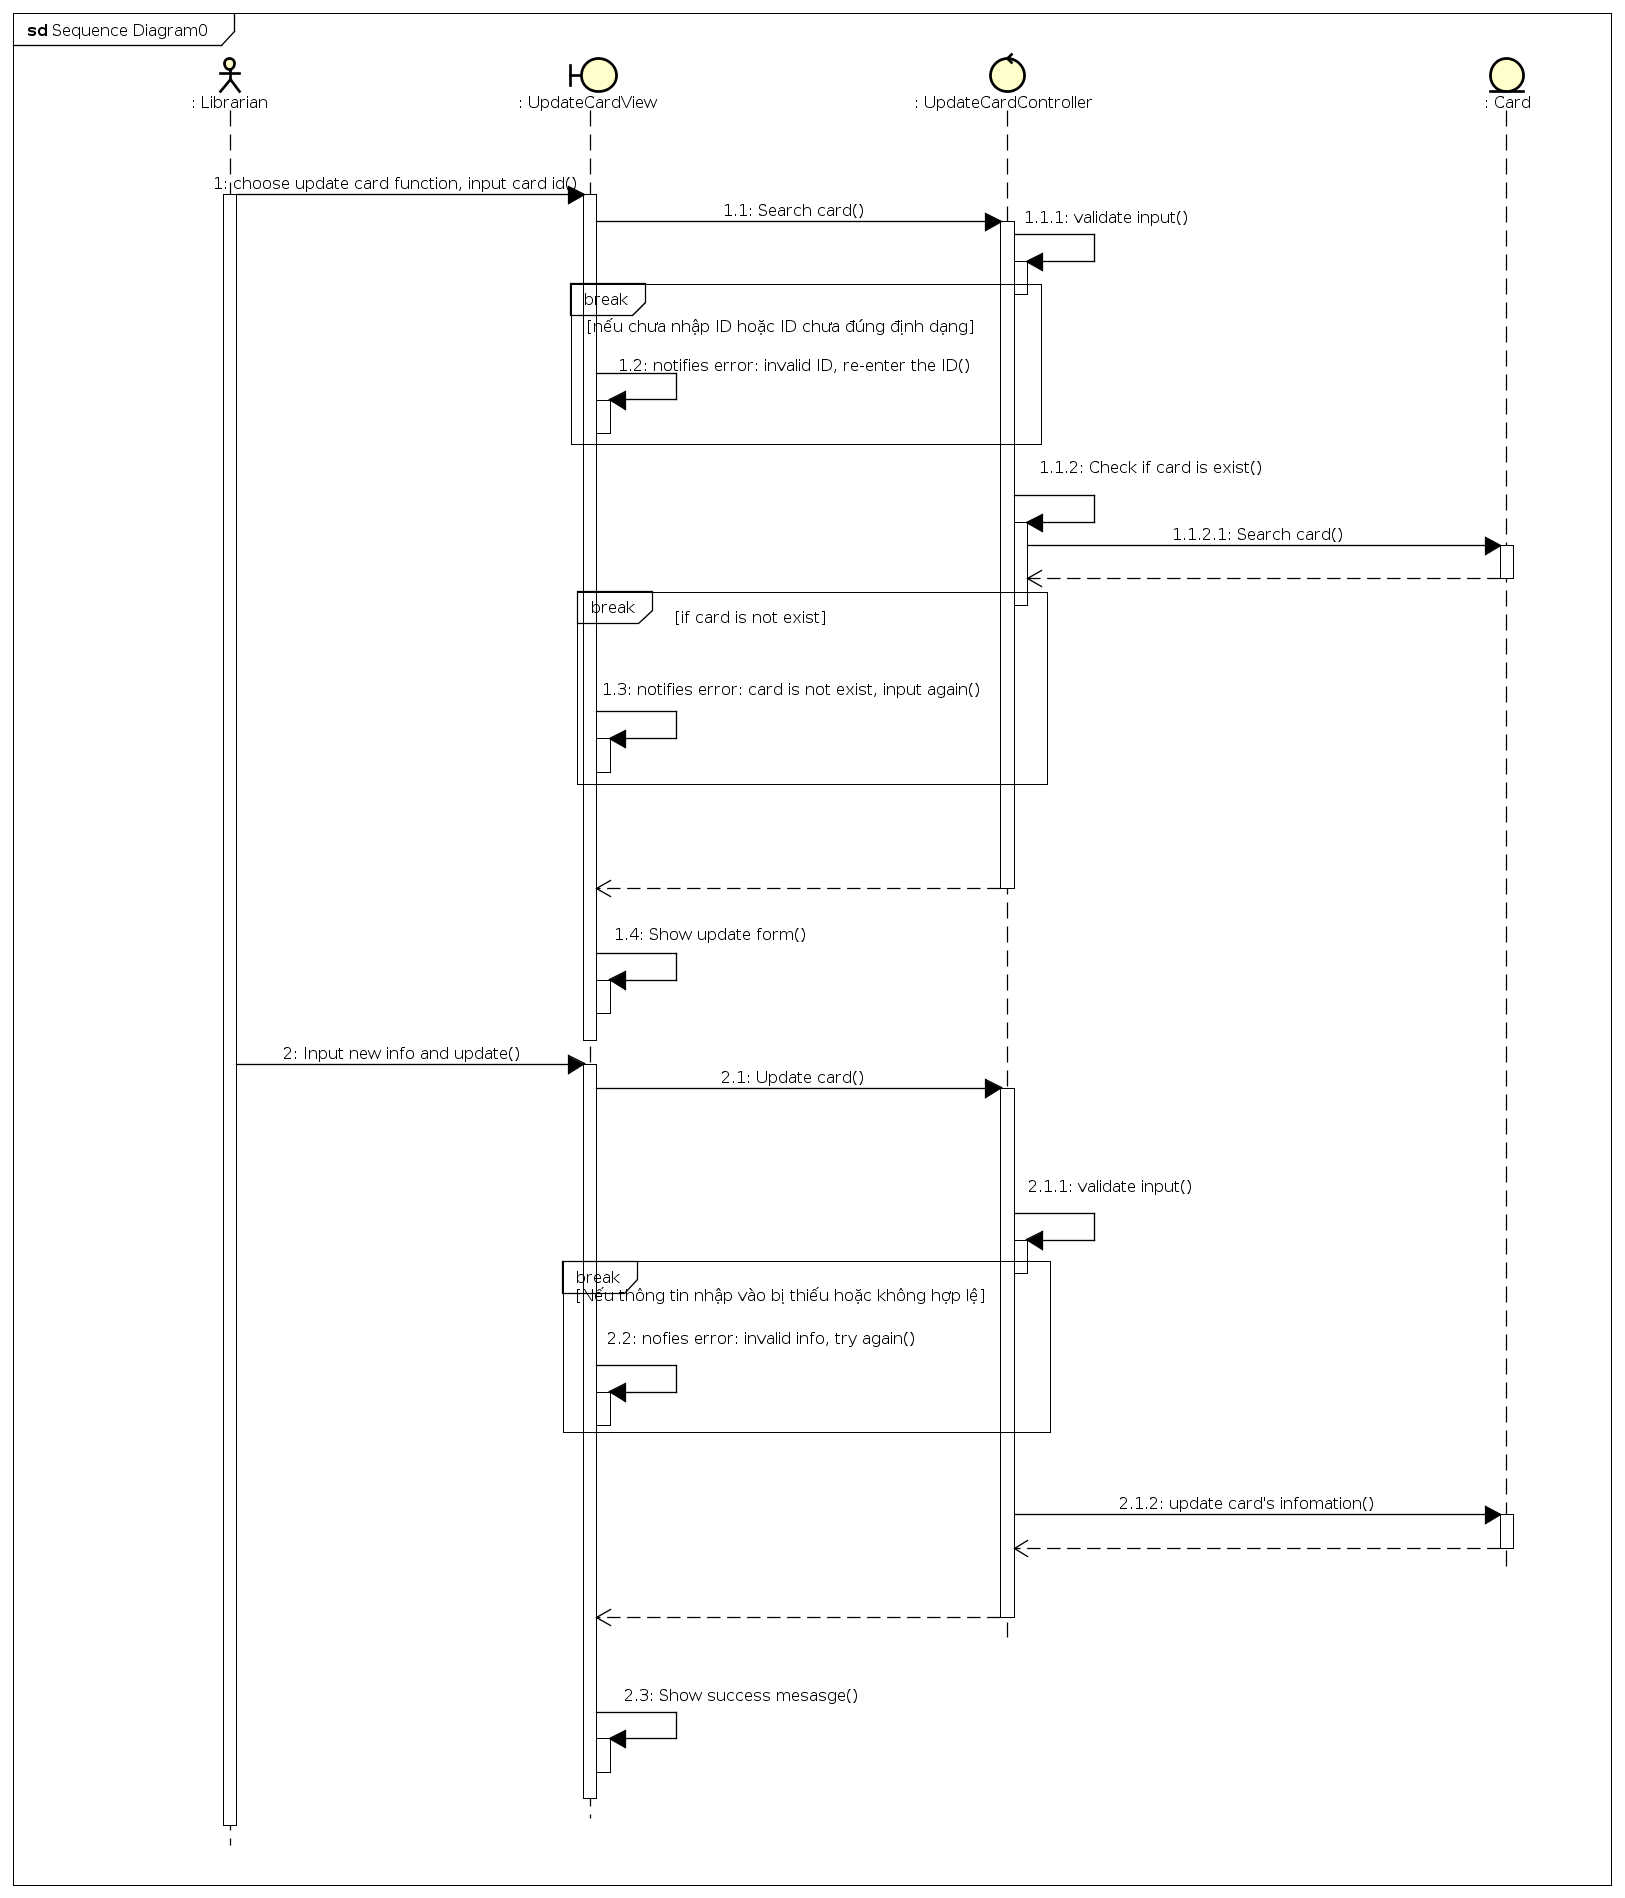 sd Sequence Diagram0
: Librarian
: UpdateCardView
: UpdateCardController
: Card
1: choose update card function, input card id()
1.1: Search card()
1.1.1: validate input()
break
[nếu chưa nhập ID hoặc ID chưa đúng định dạng]
1.2: notifies error: invalid ID, re-enter the ID()
1.1.2: Check if card is exist()
1.1.2.1: Search card()
break
[if card is not exist]
1.3: notifies error: card is not exist, input again()
1.4: Show update form()
2: Input new info and update()
2.1: Update card()
2.1.1: validate input()
break
[Nếu thông tin nhập vào bị thiếu hoặc không hợp lệ]
2.2: nofies error: invalid info, try again()
2.1.2: update card's infomation()
2.3: Show success mesasge()